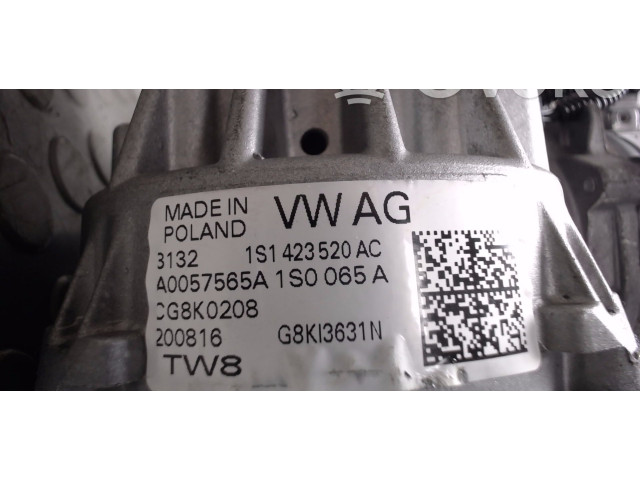 MADE IN VW AG
POLAND
3132 1S1 423 520 AC
A0057565A 1S0 065 A
CG8K0208
200816 G8KI3631N
TW8